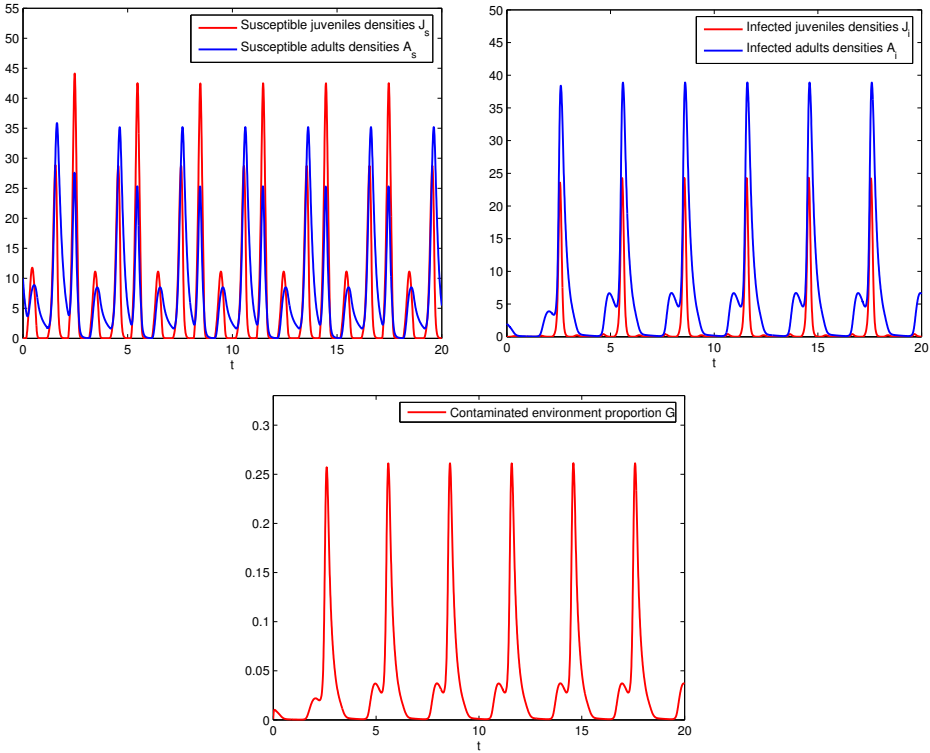 Susceptible juveniles densities J_s
Susceptible adults densities A_s
55
50
45
40
35
30
25
20
15
10
5
0
0 5 10 15 20
t
Infected juveniles densities J_i
Infected adults densities A_i
50
45
40
35
30
25
20
15
10
5
0
0 5 10 15 20
t
Contaminated environment proportion G
0.3
0.25
0.2
0.15
0.1
0.05
0
0 5 10 15 20
t